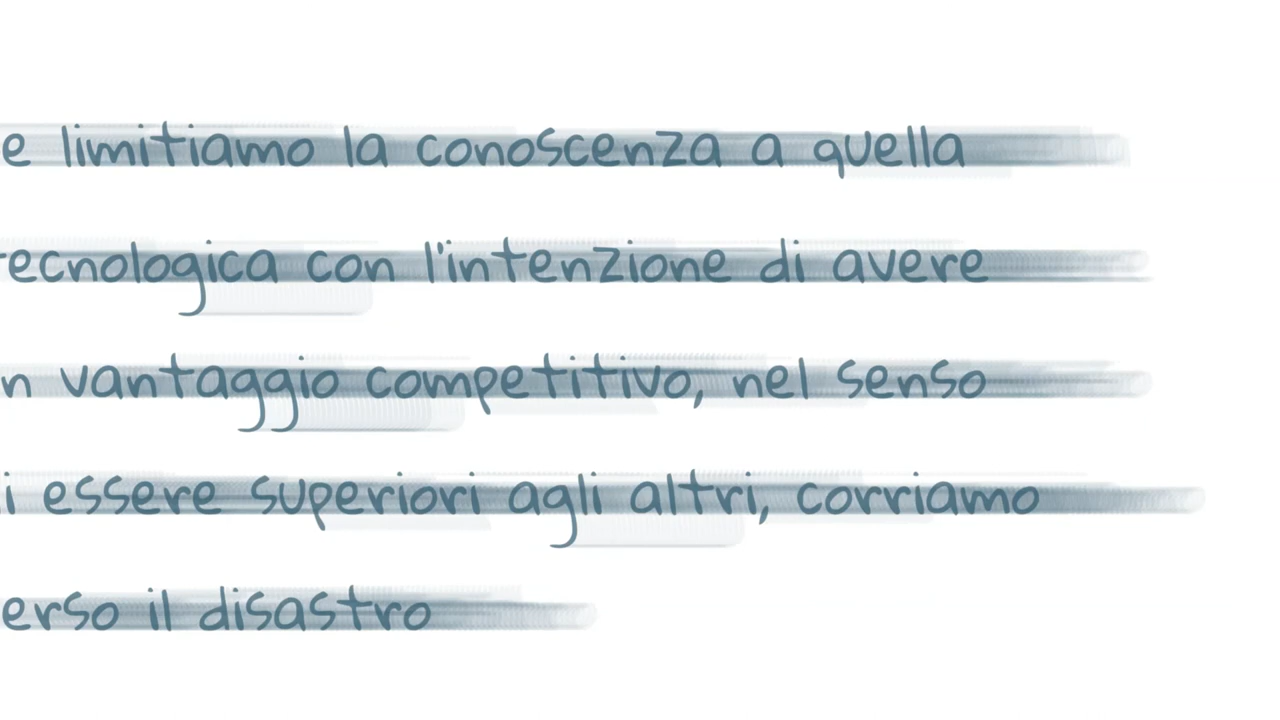 e limitiamo la conoscenza a quella
ecnologica con l'intenzione di avere
n vantaggio competitivo, nel senso
i essere superiori agli altri, corriamo
erso il disastro